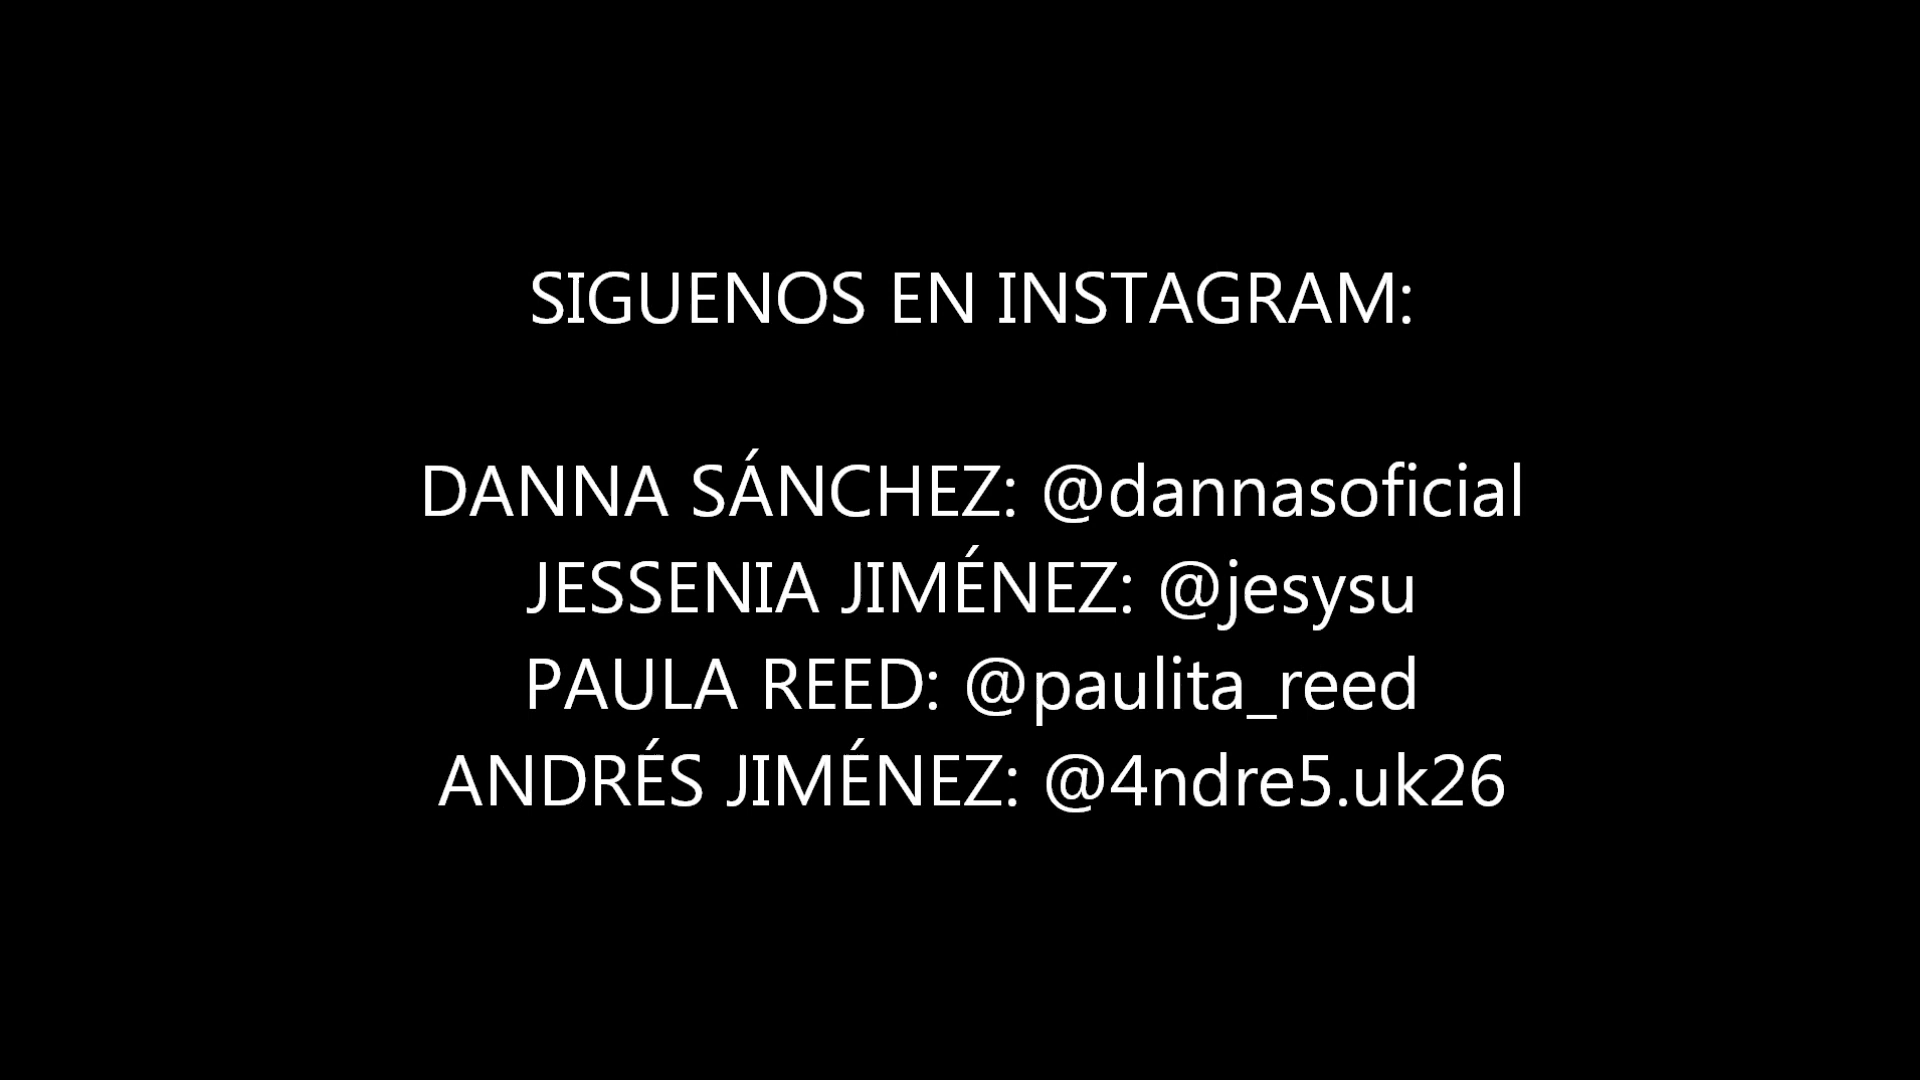 SIGUENOS EN INSTAGRAM:
DANNA SÁNCHEZ: @dannasoficial
JESSENIA JIMÉNEZ: @jesysu
PAULA REED: @paulita_reed
ANDRÉS JIMÉNEZ: @4ndre5.uk26